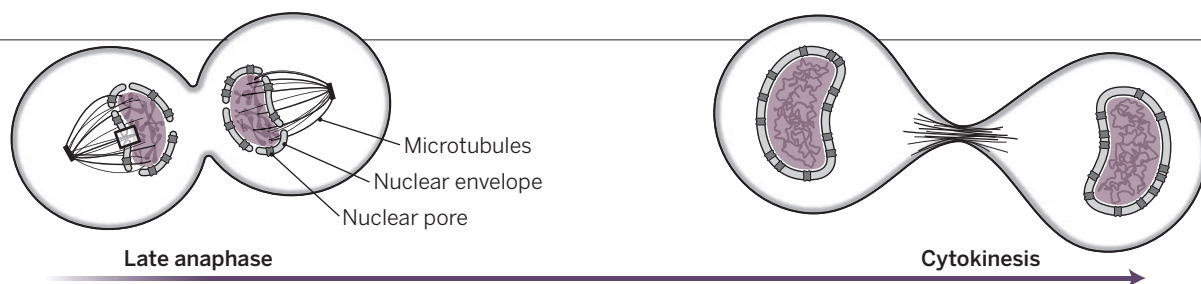 Microtubules
Nuclear envelope
Nuclear pore
Late anaphase
Cytokinesis